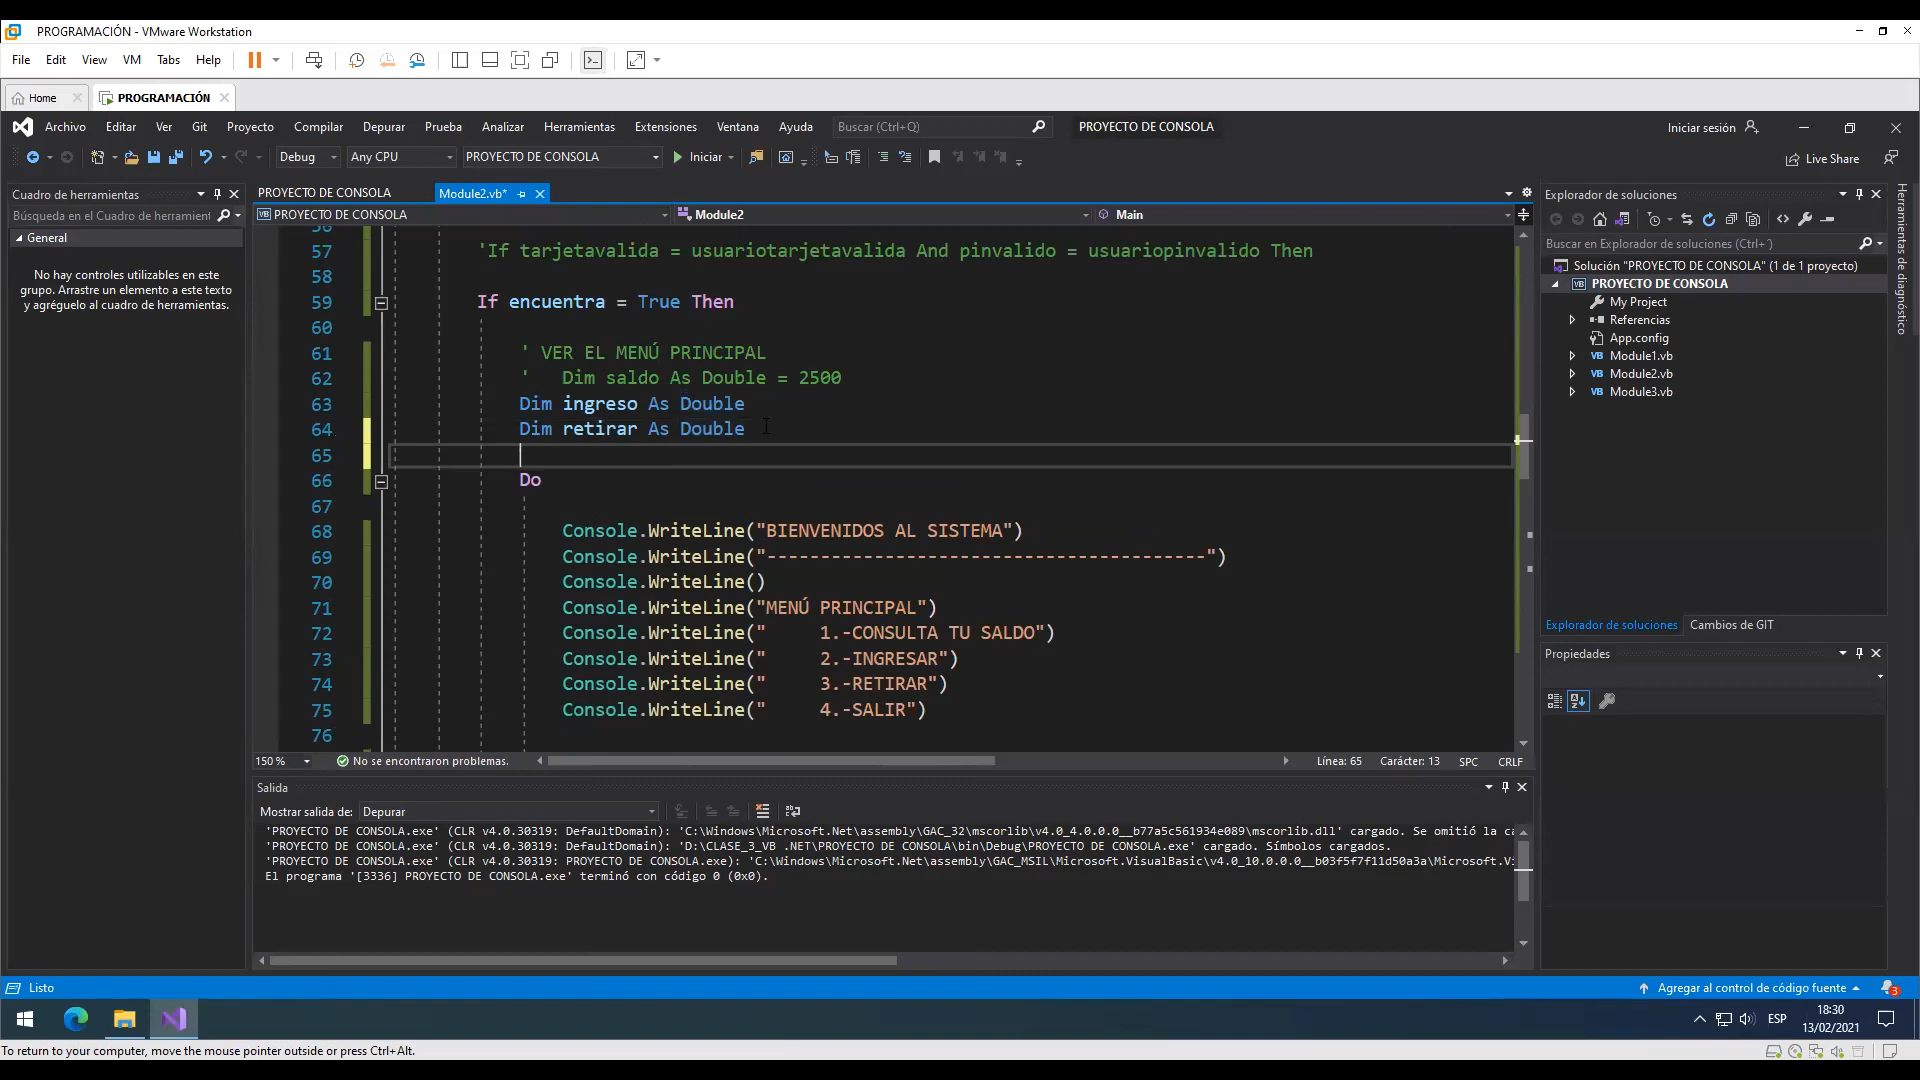 PROGRAMACIÓN - VMware Workstation
File Edit View VM Tabs Help
Home PROGRAMACIÓN
Archivo Editar Ver Git Proyecto Compilar Depurar Prueba Analizar Herramientas Extensiones Ventana Ayuda Buscar (Ctrl+Q) PROYECTO DE CONSOLA Iniciar sesión
Debug Any CPU PROYECTO DE CONSOLA Iniciar Live Share
Cuadro de herramientas
Búsqueda en el Cuadro de herramient
General
No hay controles utilizables en este
grupo. Arrastre un elemento a este texto
y agréguelo al cuadro de herramientas.
PROYECTO DE CONSOLA Module2.vb*
PROYECTO DE CONSOLA Module2 Main
56
57 'If tarjetavalida = usuariotarjetavalida And pinvalido = usuariopinvalido Then
58
59 If encuentra = True Then
60
61 ' VER EL MENÚ PRINCIPAL
62 ' Dim saldo As Double = 2500
63 Dim ingreso As Double
64 Dim retirar As Double
65
66 Do
67
68 Console.WriteLine("BIENVENIDOS AL SISTEMA")
69 Console.WriteLine("-----------------------------------------")
70 Console.WriteLine()
71 Console.WriteLine("MENÚ PRINCIPAL")
72 Console.WriteLine("     1.-CONSULTA TU SALDO")
73 Console.WriteLine("     2.-INGRESAR")
74 Console.WriteLine("     3.-RETIRAR")
75 Console.WriteLine("     4.-SALIR")
76
150 % No se encontraron problemas. Línea: 65 Carácter: 13 SPC CRLF
Salida
Mostrar salida de: Depurar
'PROYECTO DE CONSOLA.exe' (CLR v4.0.30319: DefaultDomain): 'C:\Windows\Microsoft.Net\assembly\GAC_32\mscorlib\v4.0_4.0.0.0__b77a5c561934e089\mscorlib.dll' cargado. Se omitió la ca
'PROYECTO DE CONSOLA.exe' (CLR v4.0.30319: DefaultDomain): 'D:\CLASE_3_VB .NET\PROYECTO DE CONSOLA\bin\Debug\PROYECTO DE CONSOLA.exe' cargado. Símbolos cargados.
'PROYECTO DE CONSOLA.exe' (CLR v4.0.30319: PROYECTO DE CONSOLA.exe): 'C:\Windows\Microsoft.Net\assembly\GAC_MSIL\Microsoft.VisualBasic\v4.0_10.0.0.0__b03f5f7f11d50a3a\Microsoft.Vi
El programa '[3336] PROYECTO DE CONSOLA.exe' terminó con código 0 (0x0).
Explorador de soluciones
Buscar en Explorador de soluciones (Ctrl+ )
Solución "PROYECTO DE CONSOLA" (1 de 1 proyecto)
VB PROYECTO DE CONSOLA
My Project
Referencias
App.config
VB Module1.vb
VB Module2.vb
VB Module3.vb
Explorador de soluciones Cambios de GIT
Propiedades
Herramientas de diagnóstico
Listo Agregar al control de código fuente 3
ESP 18:30
13/02/2021
To return to your computer, move the mouse pointer outside or press Ctrl+Alt.